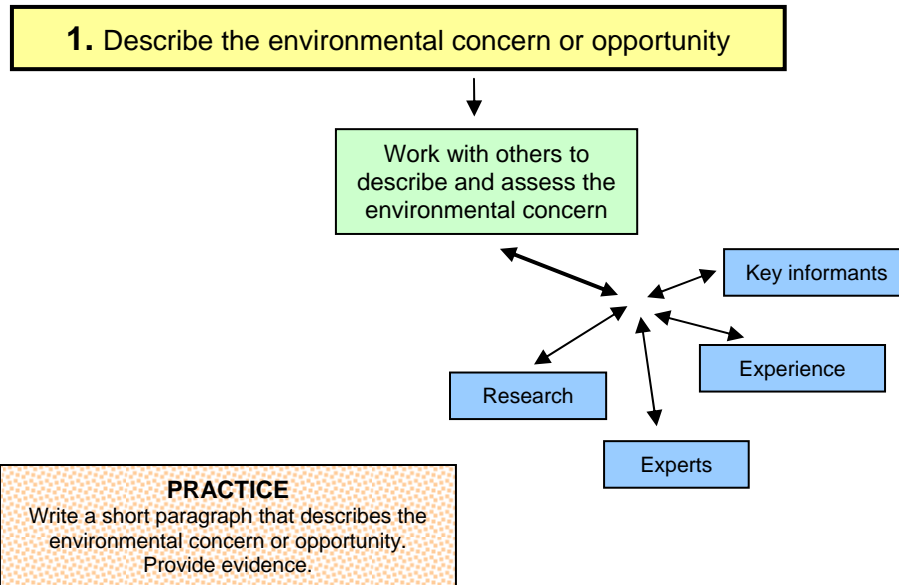 1. Describe the environmental concern or opportunity
Work with others to
describe and assess the
environmental concern
Key informants
Experience
Research
Experts
PRACTICE
Write a short paragraph that describes the
environmental concern or opportunity.
Provide evidence.